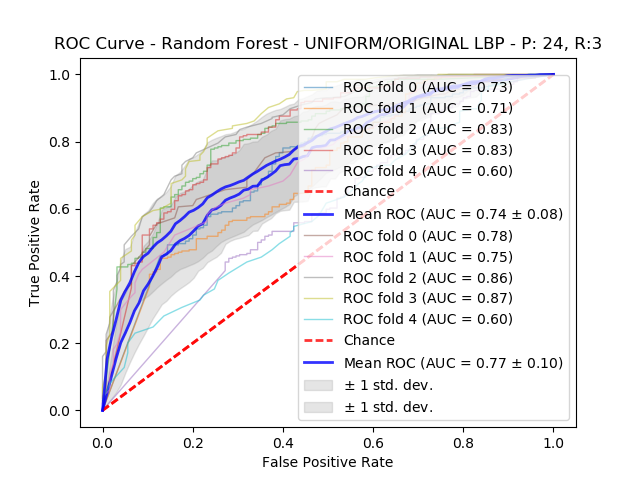 ROC Curve - Random Forest - UNIFORM/ORIGINAL LBP - P: 24, R:3
True Positive Rate
1.0
0.8
0.6
0.4
0.2
0.0
ROC fold 0 (AUC = 0.73)
ROC fold 1 (AUC = 0.71)
ROC fold 2 (AUC = 0.83)
ROC fold 3 (AUC = 0.83)
ROC fold 4 (AUC = 0.60)
Chance
Mean ROC (AUC = 0.74 ± 0.08)
ROC fold 0 (AUC = 0.78)
ROC fold 1 (AUC = 0.75)
ROC fold 2 (AUC = 0.86)
ROC fold 3 (AUC = 0.87)
ROC fold 4 (AUC = 0.60)
Chance
Mean ROC (AUC = 0.77 ± 0.10)
± 1 std. dev.
± 1 std. dev.
0.0 0.2 0.4 0.6 0.8 1.0
False Positive Rate